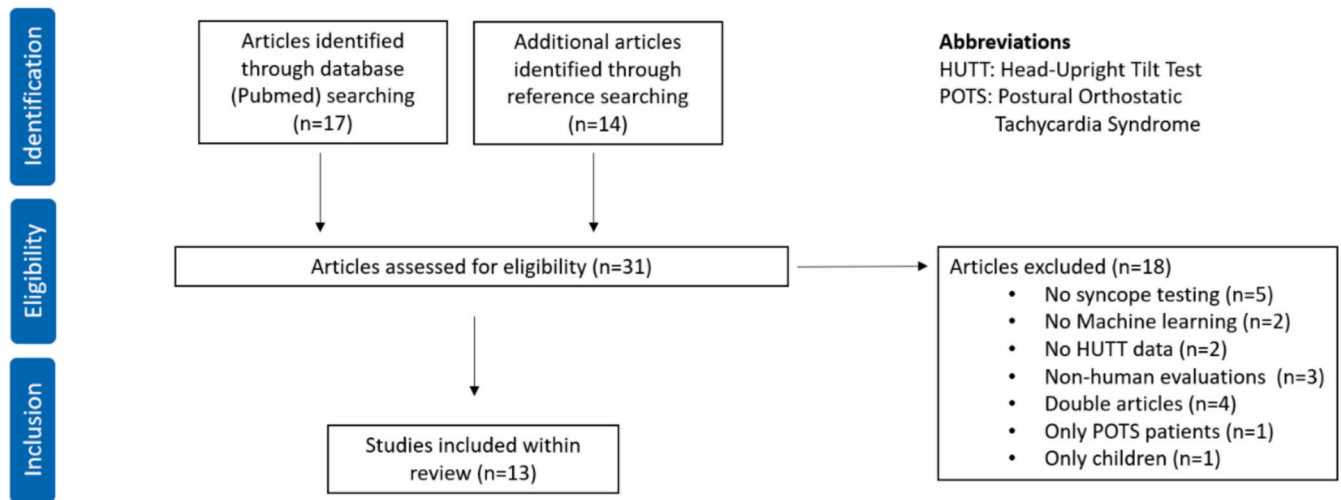 Identification
Articles identified
through database
(Pubmed) searching
(n=17)
Additional articles
identified through
reference searching
(n=14)
Abbreviations
HUTT: Head-Upright Tilt Test
POTS: Postural Orthostatic
Tachycardia Syndrome
Eligibility
Articles assessed for eligibility (n=31)
Articles excluded (n=18)
• No syncope testing (n=5)
• No Machine learning (n=2)
• No HUTT data (n=2)
• Non-human evaluations (n=3)
• Double articles (n=4)
• Only POTS patients (n=1)
• Only children (n=1)
Inclusion
Studies included within
review (n=13)